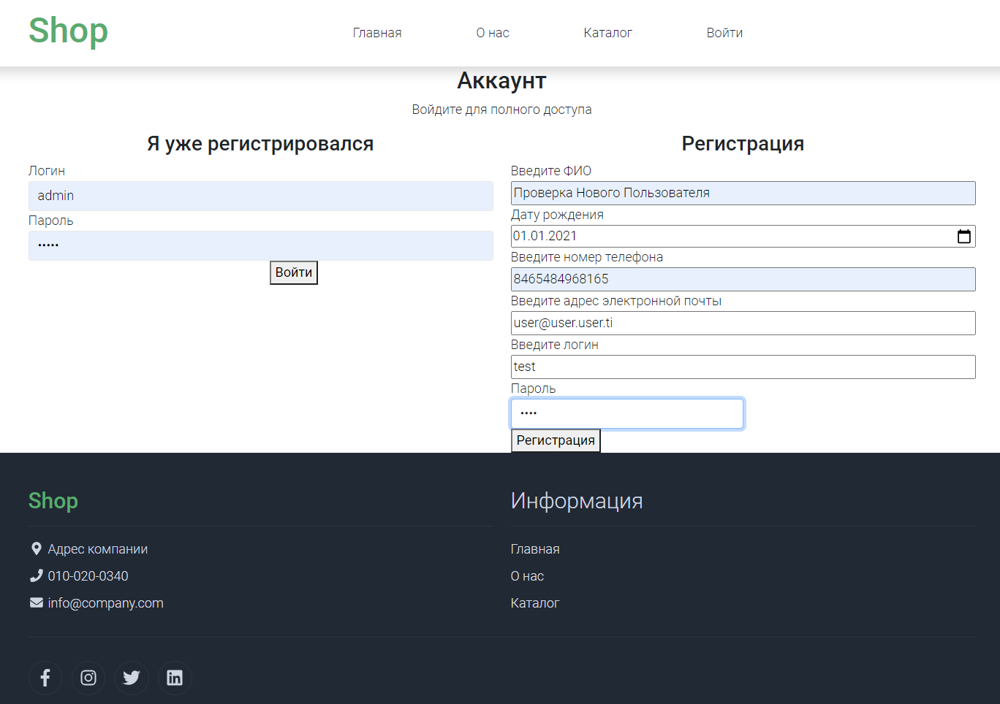 Shop
Главная О нас Каталог Войти
Аккаунт
Войдите для полного доступа
Я уже регистрировался
Логин
admin
Пароль
•••••
Войти
Регистрация
Введите ФИО
Проверка Нового Пользователя
Дату рождения
01.01.2021
Введите номер телефона
8465484968165
Введите адрес электронной почты
user@user.user.ti
Введите логин
test
Пароль
••••
Регистрация
Shop
Адрес компании
010-020-0340
info@company.com
Информация
Главная
О нас
Каталог